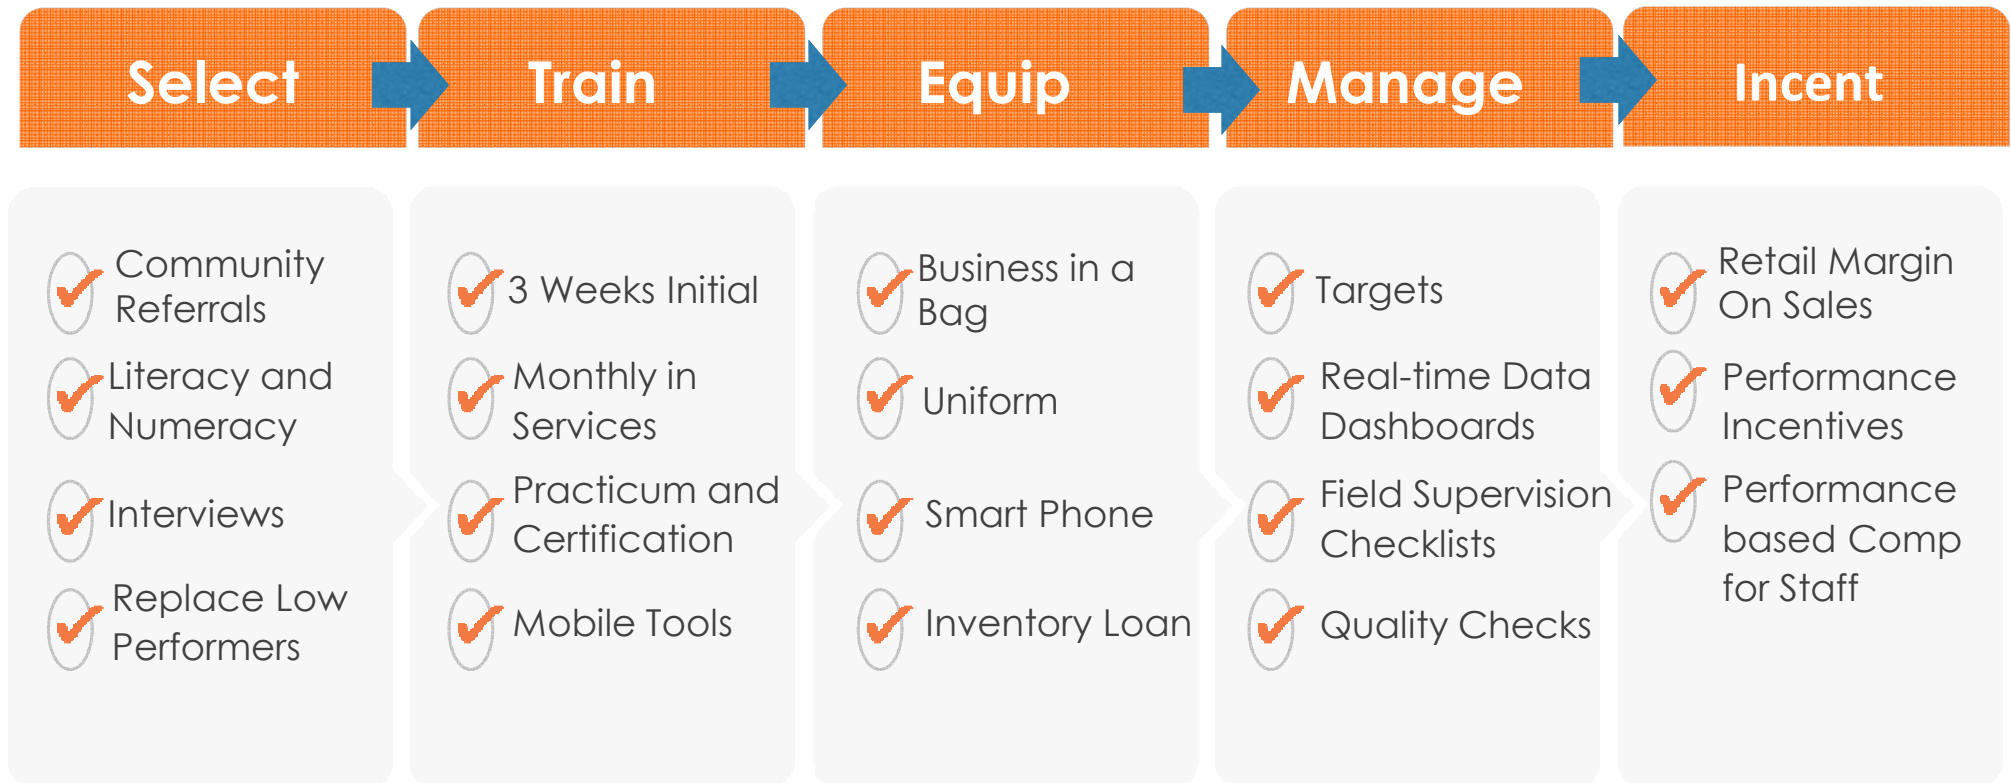 Select
Train
Equip
Manage
Incent
Community
Referrals
Literacy and
Numeracy
Interviews
Replace Low
Performers
3 Weeks Initial
Monthly in
Services
Practicum and
Certification
Mobile Tools
Business in a
Bag
Uniform
Smart Phone
Inventory Loan
Targets
Real-time Data
Dashboards
Field Supervision
Checklists
Quality Checks
Retail Margin
On Sales
Performance
Incentives
Performance
based Comp
for Staff